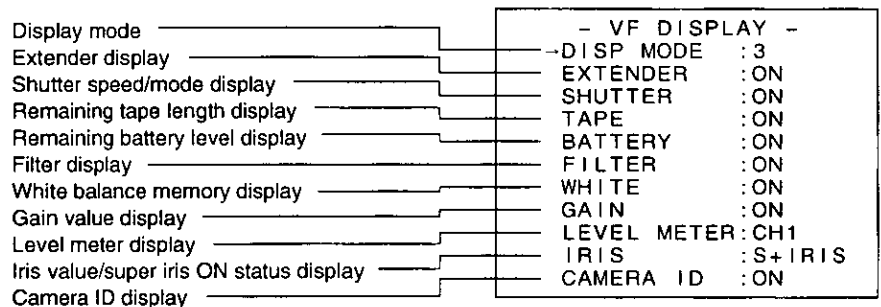 Display mode
Extender display
Shutter speed/mode display
Remaining tape length display
Remaining battery level display
Filter display
White balance memory display
Gain value display
Level meter display
Iris value/super iris ON status display
Camera ID display
– VF DISPLAY –
→DISP MODE :3
EXTENDER :ON
SHUTTER :ON
TAPE :ON
BATTERY :ON
FILTER :ON
WHITE :ON
GAIN :ON
LEVEL METER:CH1
IRIS :S+IRIS
CAMERA ID :ON